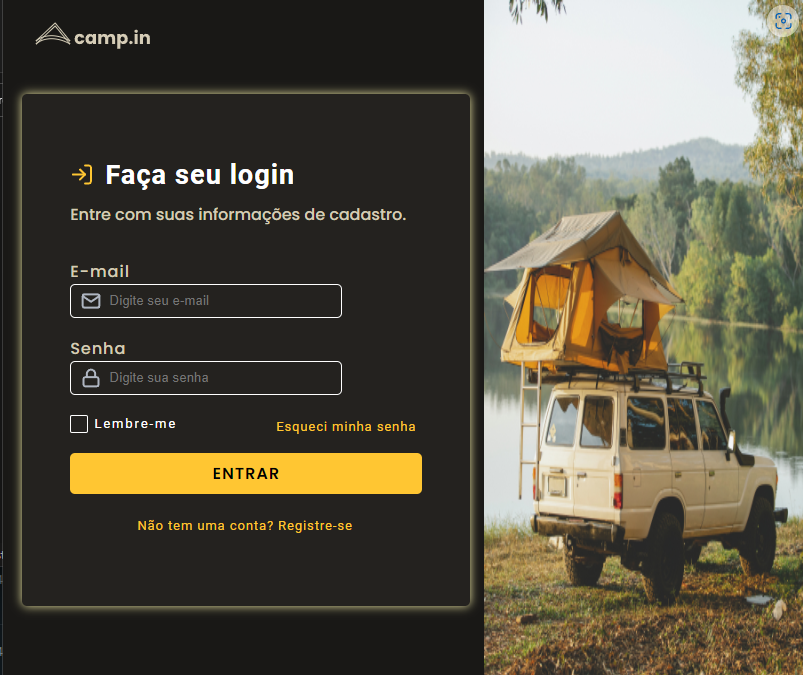 camp.in
Faça seu login
Entre com suas informações de cadastro.
E-mail
Digite seu e-mail
Senha
Digite sua senha
Lembre-me
Esqueci minha senha
ENTRAR
Não tem uma conta? Registre-se